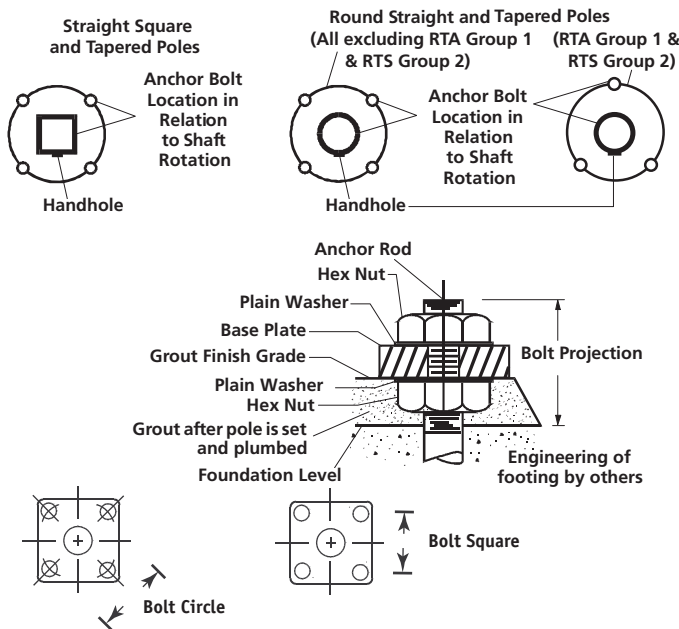 Straight Square
and Tapered Poles
Anchor Bolt
Location in
Relation
to Shaft
Rotation
Handhole
Round Straight and Tapered Poles
(All excluding RTA Group 1
& RTS Group 2)
(RTA Group 1 &
RTS Group 2)
Anchor Bolt
Location in
Relation
to Shaft
Rotation
Handhole
Anchor Rod
Hex Nut
Plain Washer
Base Plate
Grout Finish Grade
Plain Washer
Hex Nut
Grout after pole is set
and plumbed
Foundation Level
Bolt Projection
Engineering of
footing by others
Bolt Circle
Bolt Square